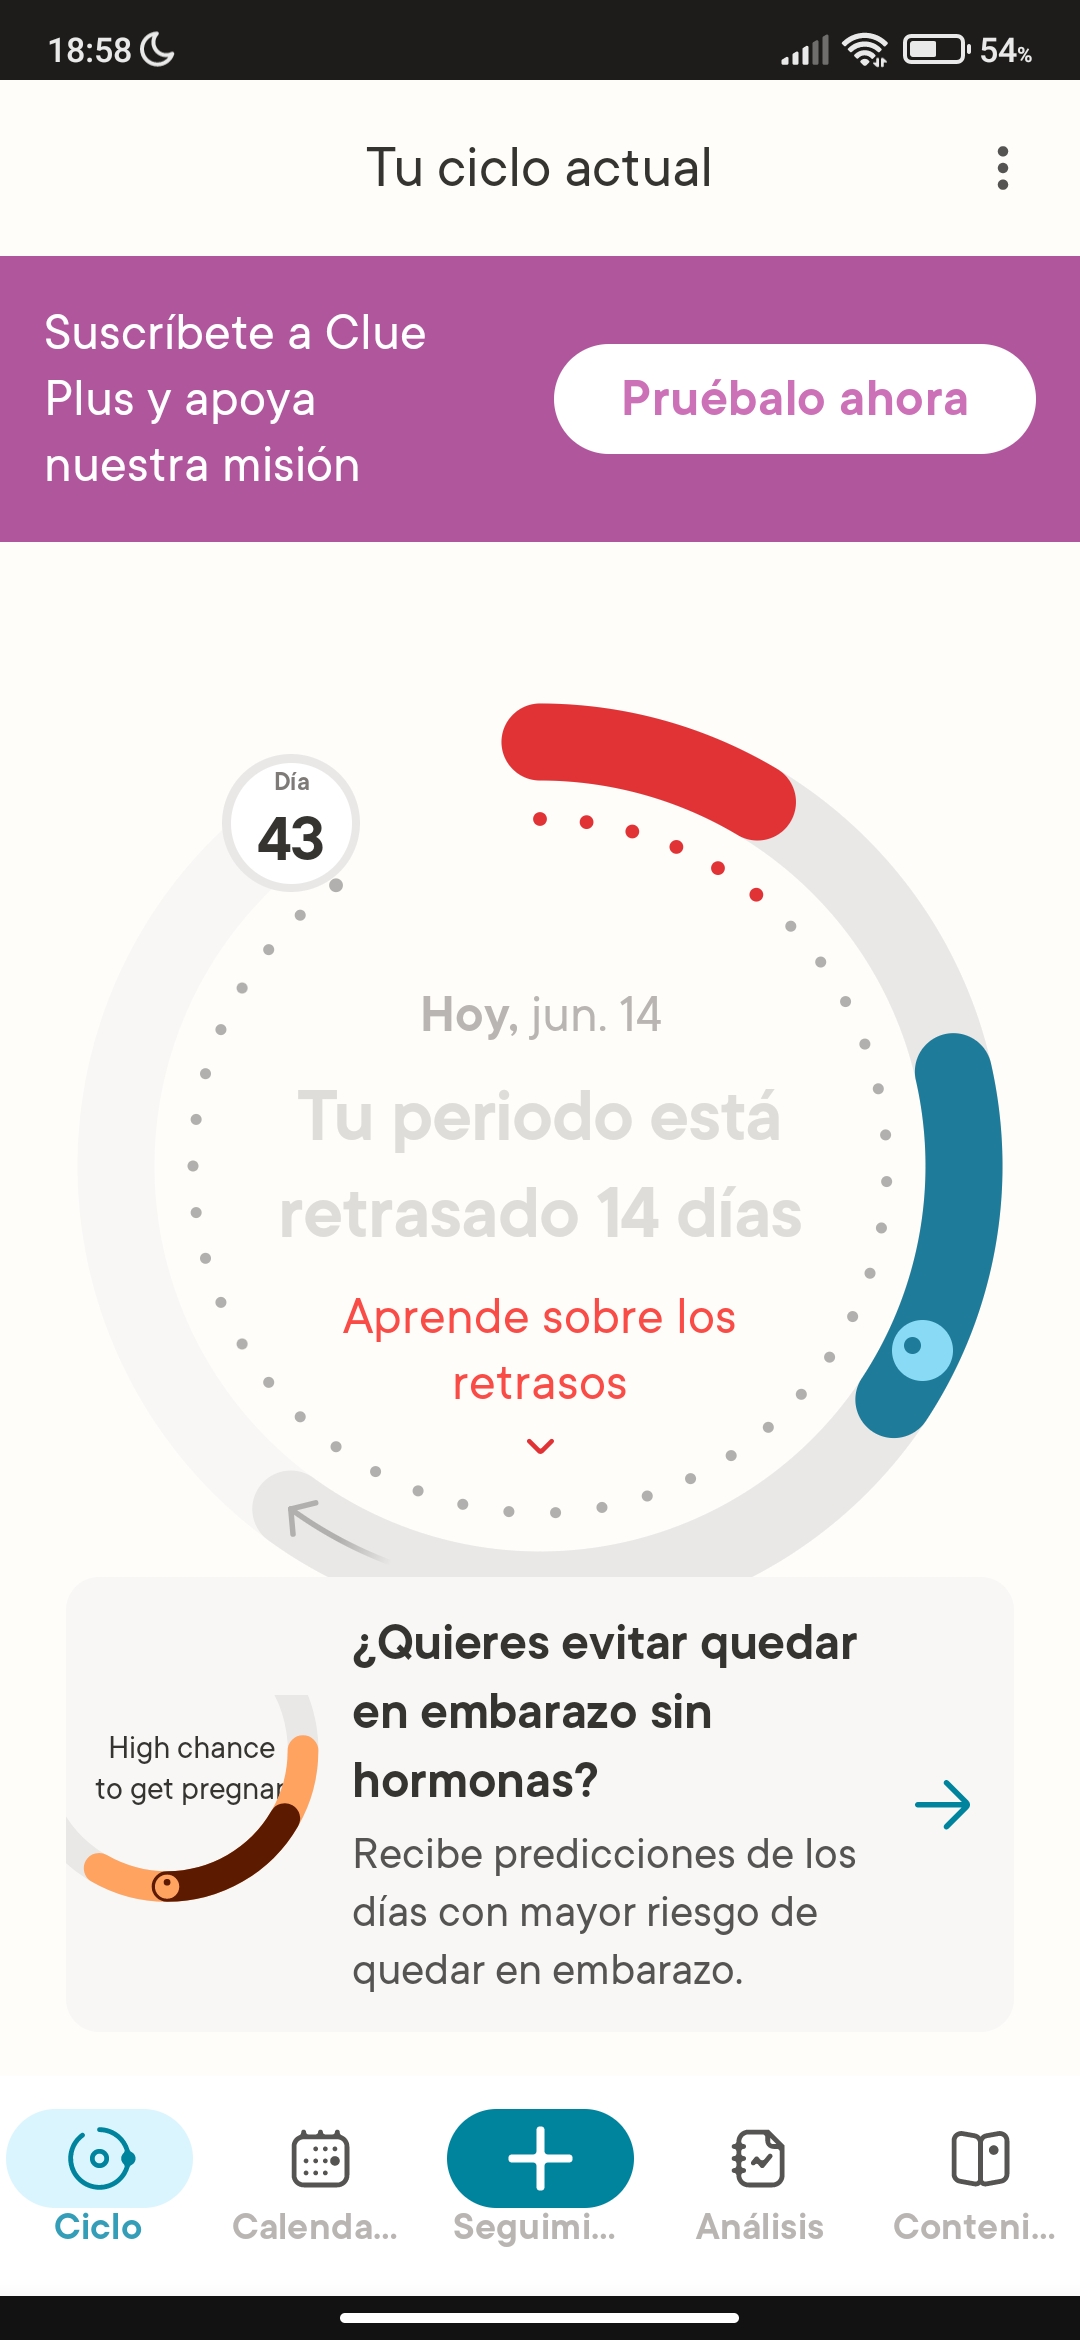 18:58
54%
Tu ciclo actual
Suscríbete a Clue
Plus y apoya
nuestra misión
Pruébalo ahora
Día
43
Hoy, jun. 14
Tu periodo está
retrasado 14 días
Aprende sobre los
retrasos
High chance
to get pregnan
¿Quieres evitar quedar
en embarazo sin
hormonas?
Recibe predicciones de los
días con mayor riesgo de
quedar en embarazo.
Ciclo
Calenda...
Seguimi...
Análisis
Conteni...